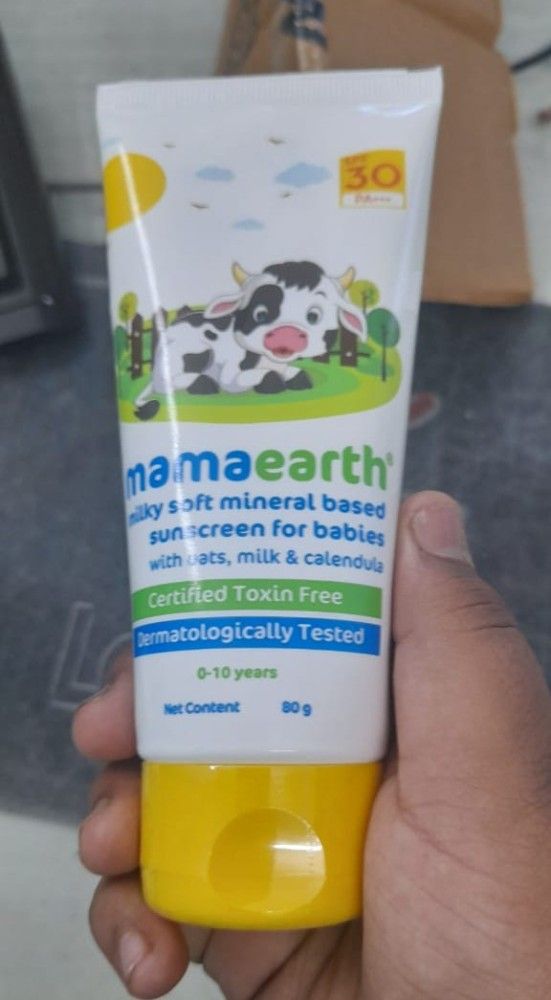 SPF
30
PA+++
mamaearth®
milky soft mineral based
sunscreen for babies
with oats, milk & calendula
Certified Toxin Free
Dermatologically Tested
0-10 years
Net Content 80 g